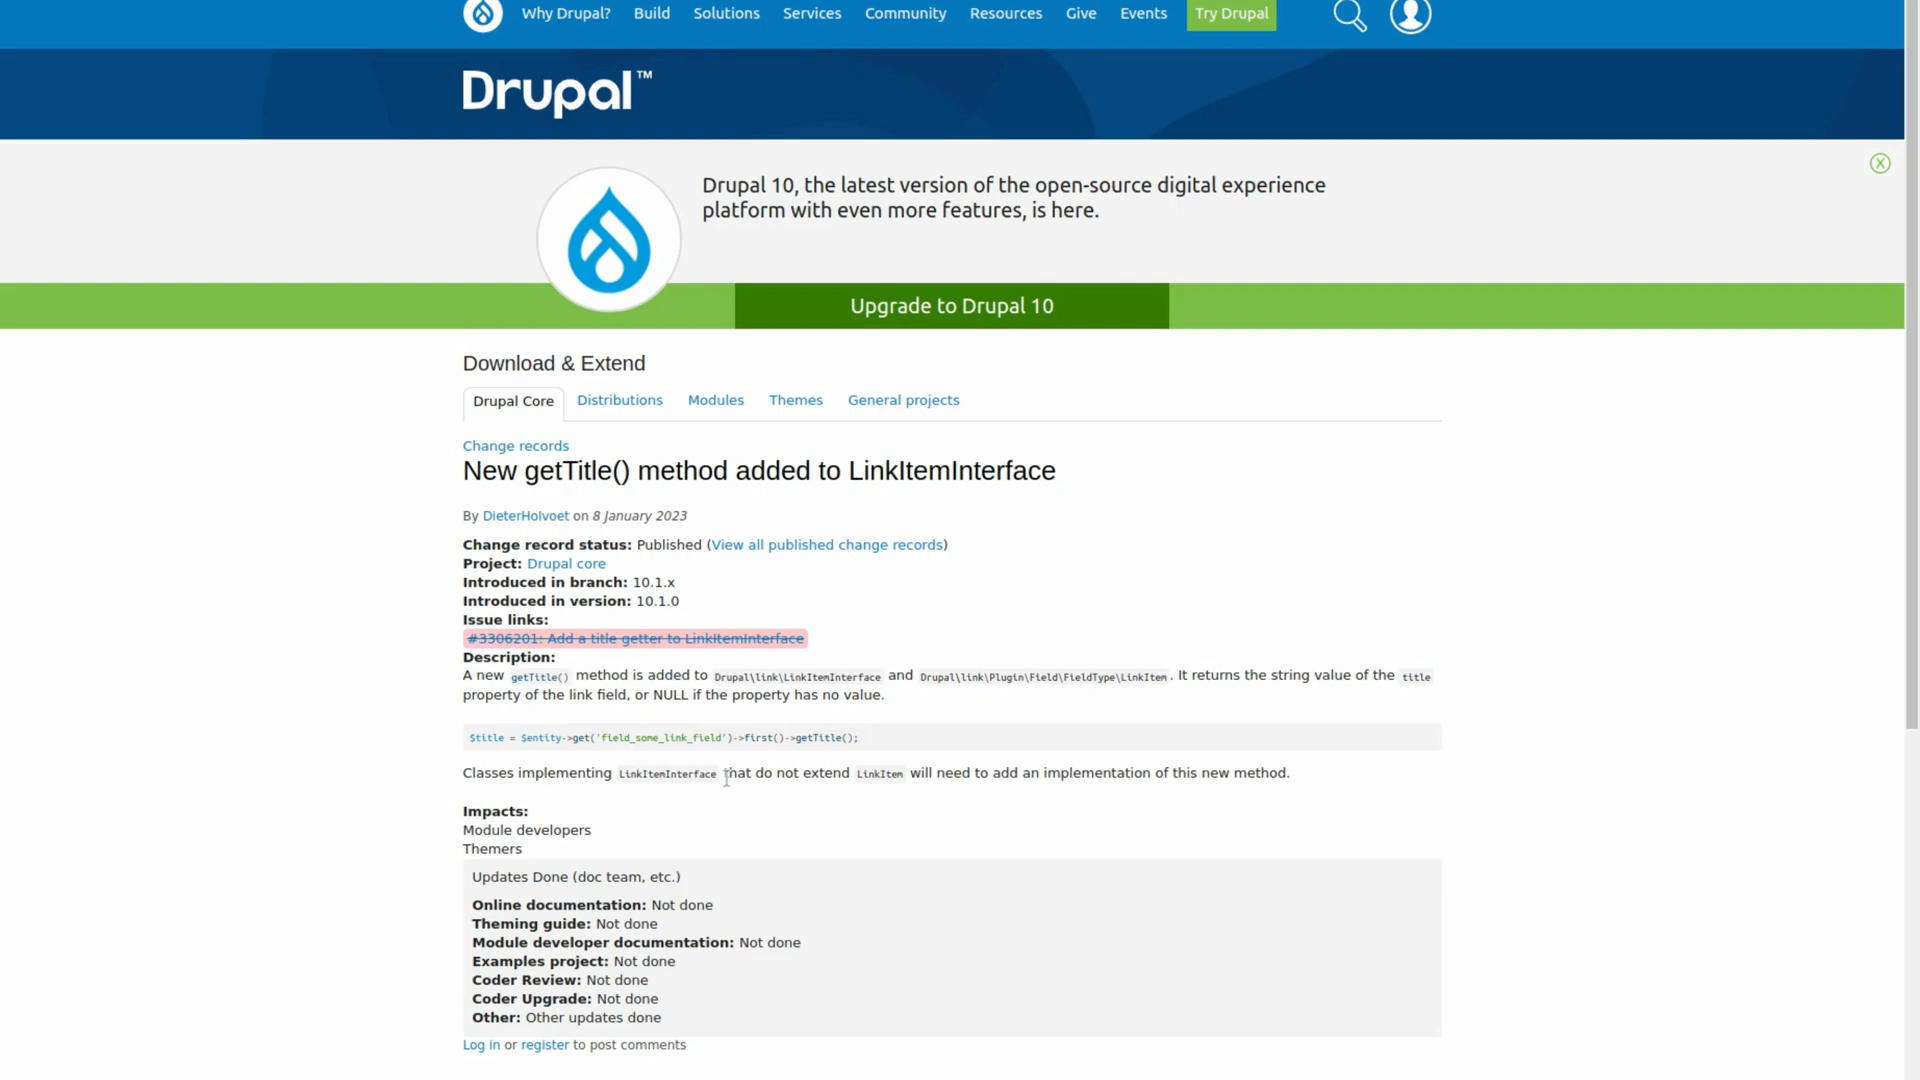 Why Drupal? Build Solutions Services Community Resources Give Events Try Drupal
Drupal™
Drupal 10, the latest version of the open-source digital experience
platform with even more features, is here.
Upgrade to Drupal 10
Download & Extend
Drupal Core Distributions Modules Themes General projects
Change records
New getTitle() method added to LinkItemInterface
By DieterHolvoet on 8 January 2023
Change record status: Published (View all published change records)
Project: Drupal core
Introduced in branch: 10.1.x
Introduced in version: 10.1.0
Issue links:
#3306201: Add a title getter to LinkItemInterface
Description:
A new getTitle() method is added to Drupal\link\LinkItemInterface and Drupal\link\Plugin\Field\FieldType\LinkItem. It returns the string value of the title
property of the link field, or NULL if the property has no value.
$title = $entity->get('field_some_link_field')->first()->getTitle();
Classes implementing LinkItemInterface that do not extend LinkItem will need to add an implementation of this new method.
Impacts:
Module developers
Themers
Updates Done (doc team, etc.)
Online documentation: Not done
Theming guide: Not done
Module developer documentation: Not done
Examples project: Not done
Coder Review: Not done
Coder Upgrade: Not done
Other: Other updates done
Log in or register to post comments